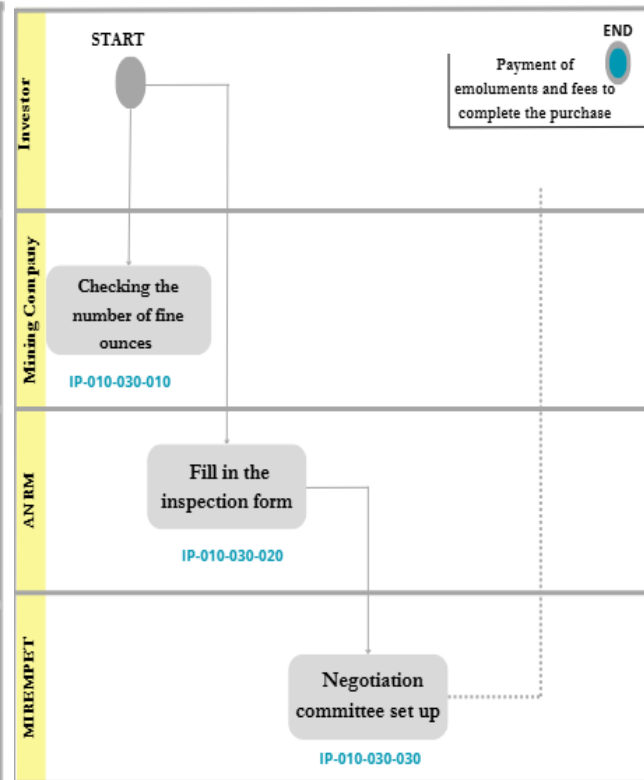 START
END
Investor
Payment of
emoluments and fees to
complete the purchase
Mining Company
Checking the
number of fine
ounces
IP-010-030-010
ANRM
Fill in the
inspection form
IP-010-030-020
MIREMPET
Negotiation
committee set up
IP-010-030-030